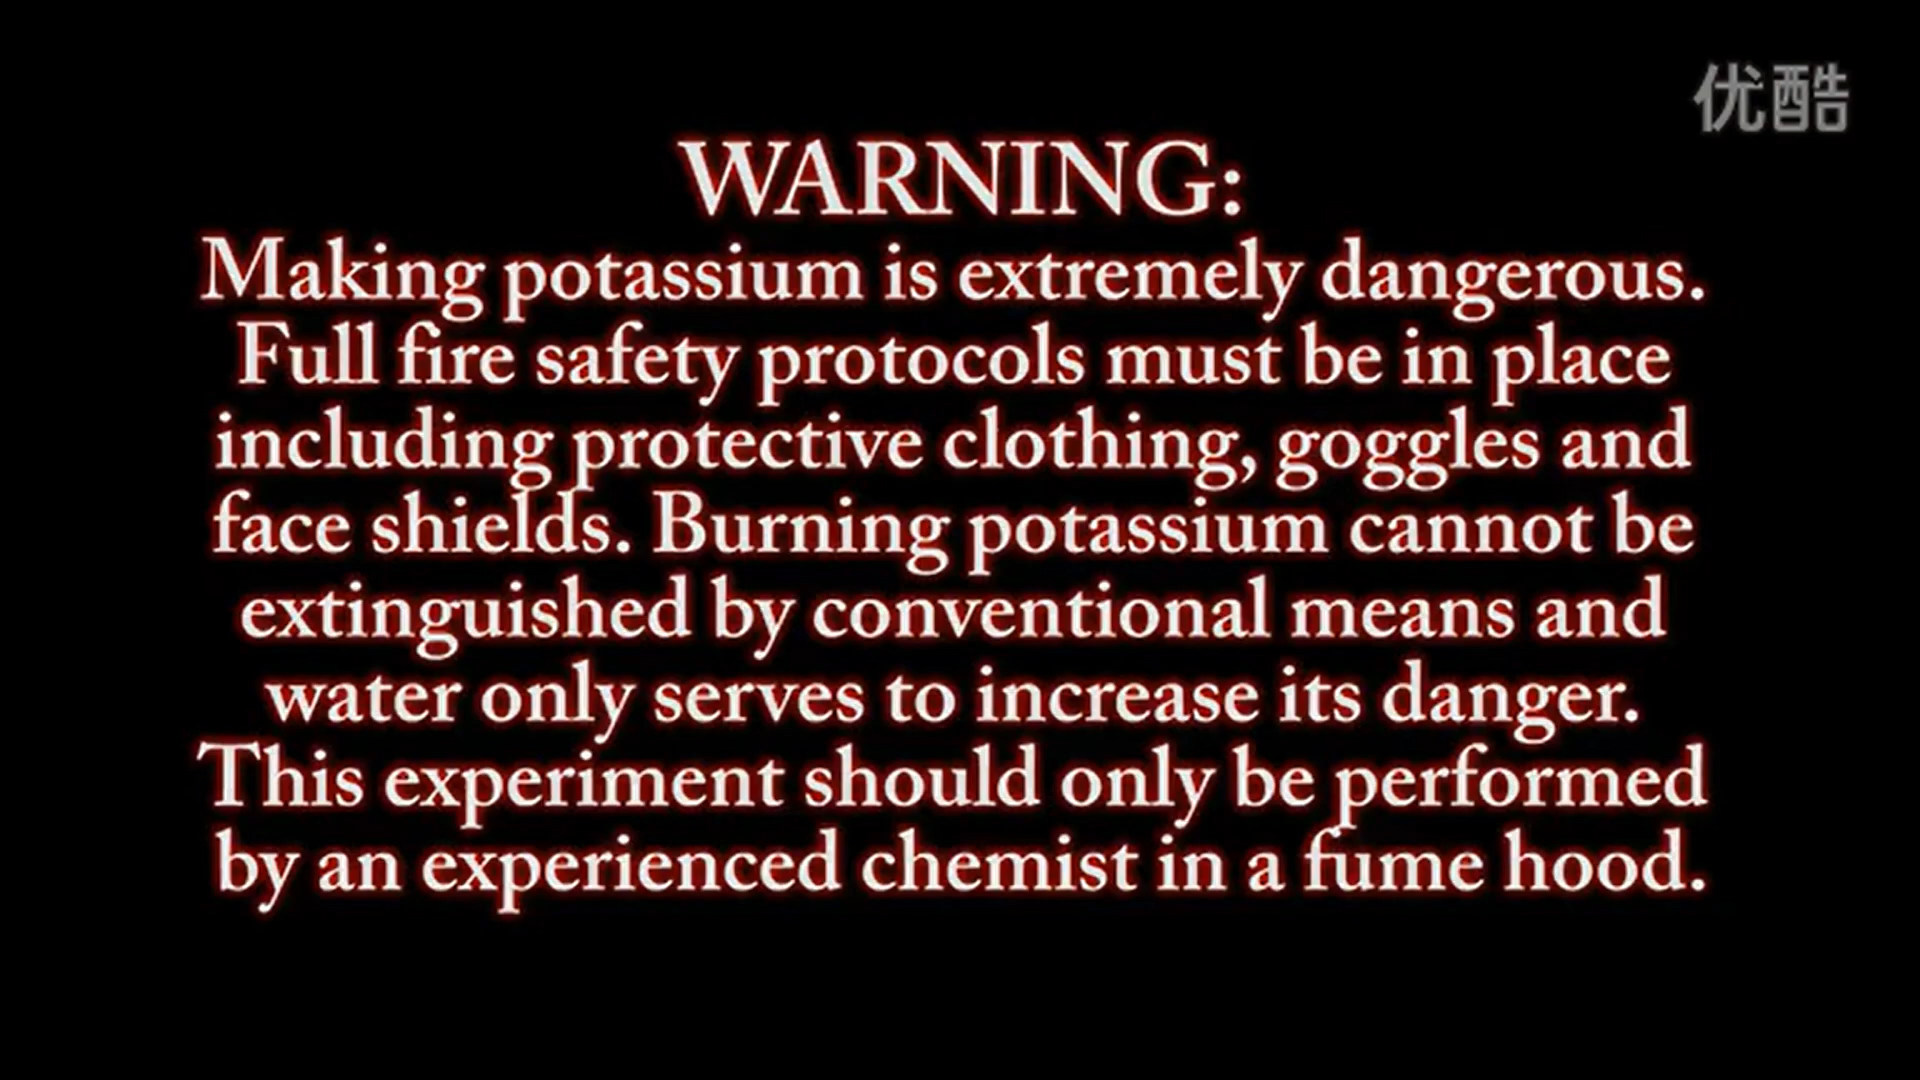 优酷
WARNING:
Making potassium is extremely dangerous.
Full fire safety protocols must be in place
including protective clothing, goggles and
face shields. Burning potassium cannot be
extinguished by conventional means and
water only serves to increase its danger.
This experiment should only be performed
by an experienced chemist in a fume hood.